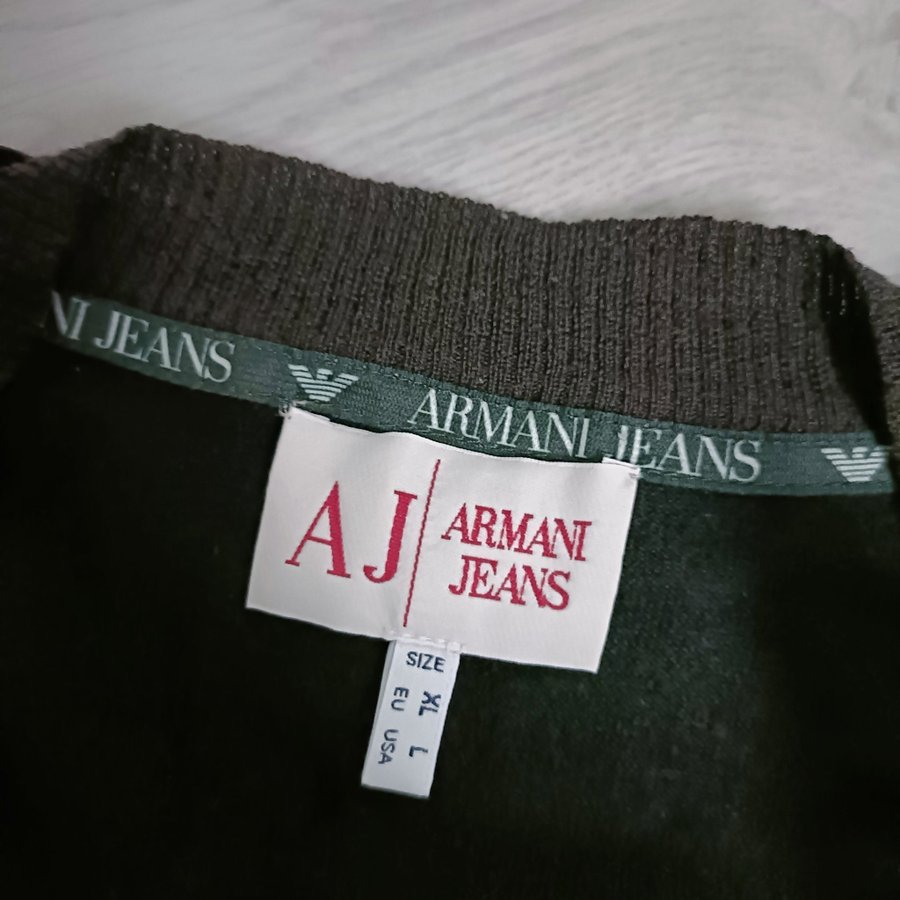 NI JEANS ARMANI JEANS
AJ
ARMANI
JEANS
SIZE
XL L
EU USA